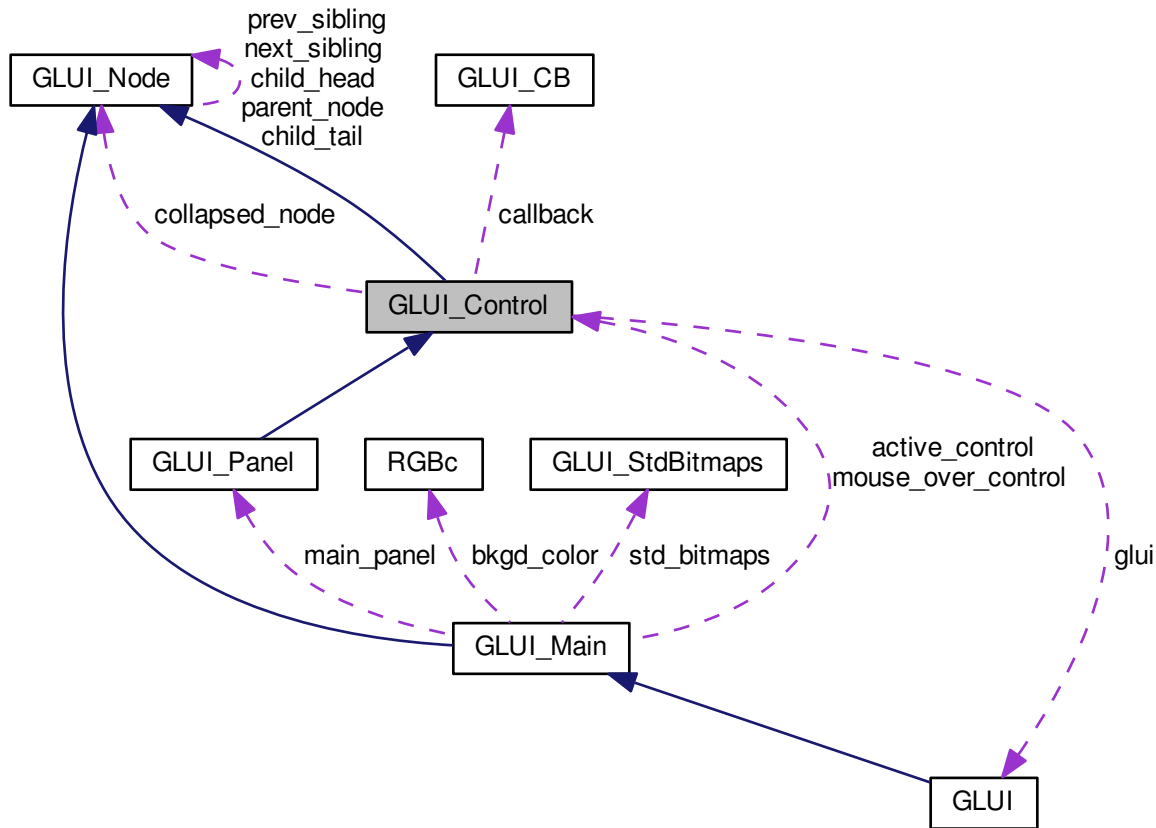 prev_sibling
next_sibling
GLUI_Node
child_head
GLUI_CB
parent_node
child_tail
collapsed_node
callback
GLUI_Control
GLUI_Panel
RGBc
GLUI_StdBitmaps
active_control
mouse_over_control
main_panel
bkgd_color
std_bitmaps
glui
GLUI_Main
GLUI